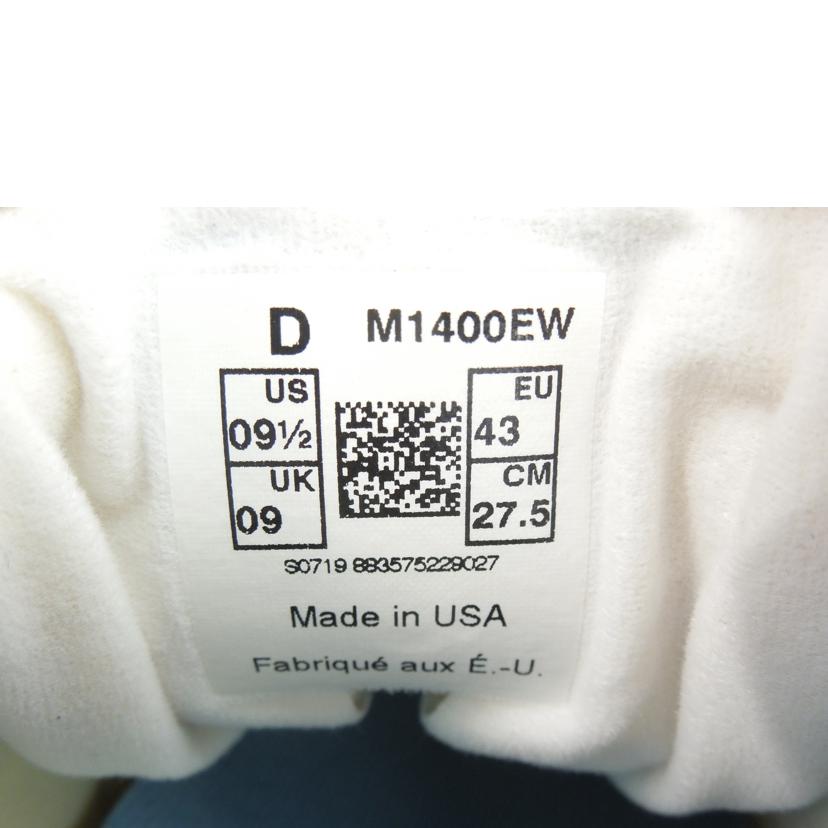 D M1400EW
US EU
09½ 43
UK CM
09 27.5
S0719 883575229027
Made in USA
Fabriqué aux É.-U.